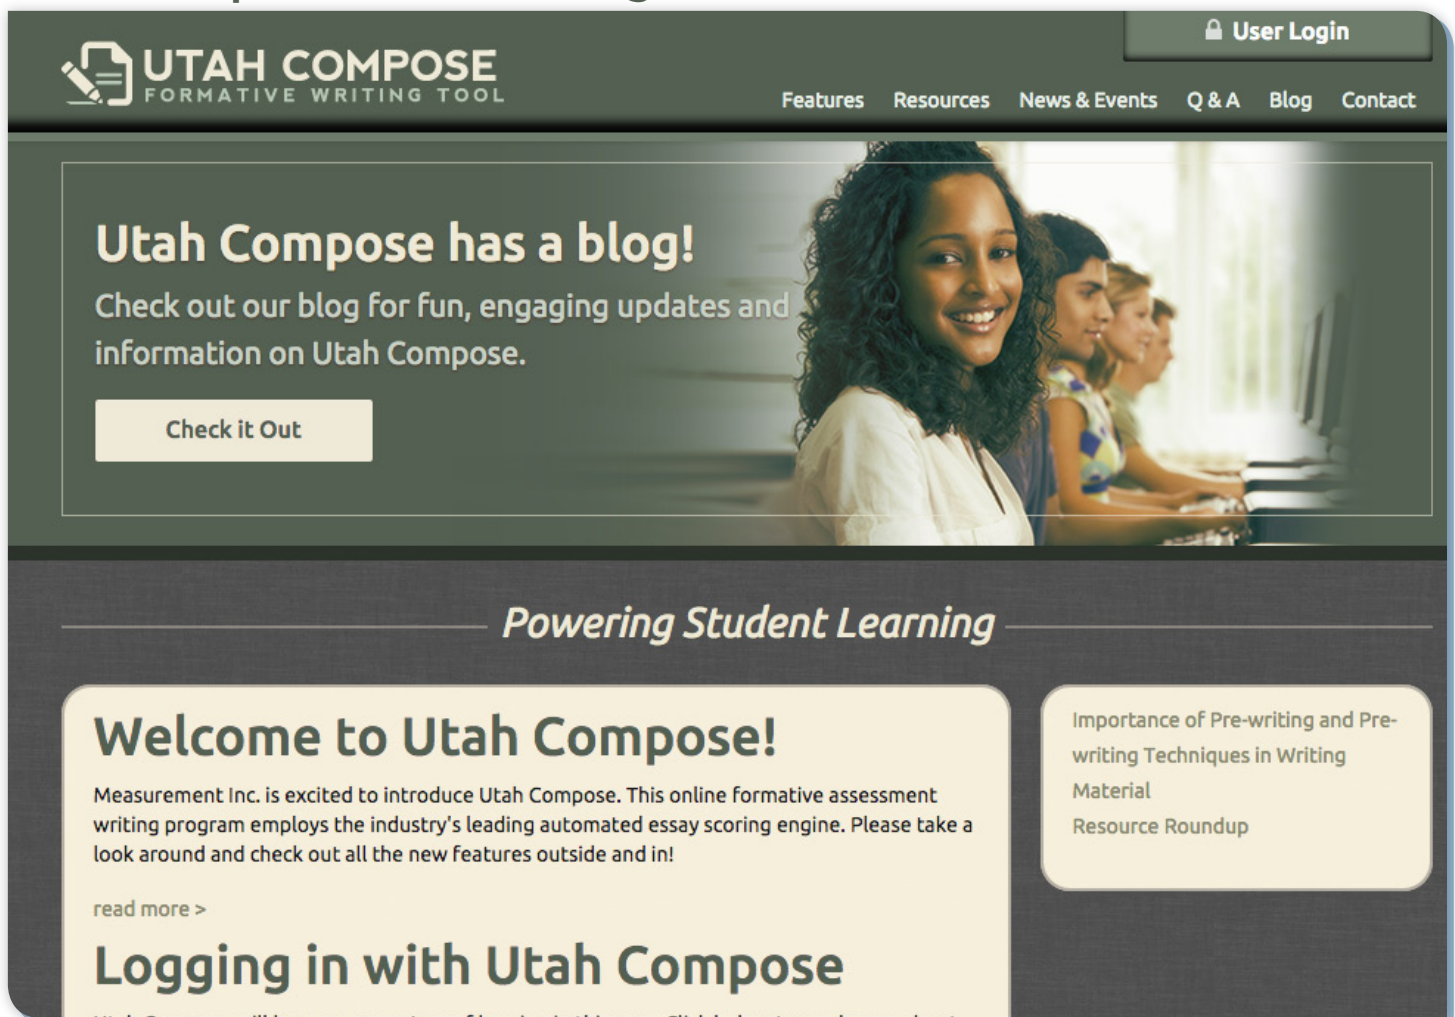 User Login
UTAH COMPOSE
FORMATIVE WRITING TOOL
Features Resources News & Events Q & A Blog Contact
Utah Compose has a blog!
Check out our blog for fun, engaging updates and
information on Utah Compose.
Check it Out
Powering Student Learning
Welcome to Utah Compose!
Measurement Inc. is excited to introduce Utah Compose. This online formative assessment
writing program employs the industry's leading automated essay scoring engine. Please take a
look around and check out all the new features outside and in!
read more >
Logging in with Utah Compose
Importance of Pre-writing and Pre-
writing Techniques in Writing
Material
Resource Roundup